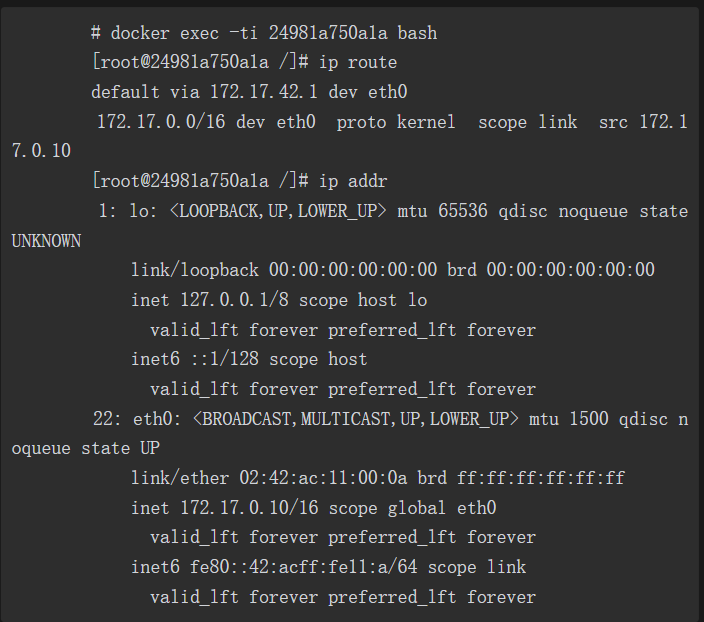 # docker exec -ti 24981a750a1a bash
[root@24981a750a1a /]# ip route
default via 172.17.42.1 dev eth0
172.17.0.0/16 dev eth0  proto kernel  scope link  src 172.1
7.0.10
[root@24981a750a1a /]# ip addr
1: lo: <LOOPBACK,UP,LOWER_UP> mtu 65536 qdisc noqueue state
UNKNOWN
link/loopback 00:00:00:00:00:00 brd 00:00:00:00:00:00
inet 127.0.0.1/8 scope host lo
valid_lft forever preferred_lft forever
inet6 ::1/128 scope host
valid_lft forever preferred_lft forever
22: eth0: <BROADCAST,MULTICAST,UP,LOWER_UP> mtu 1500 qdisc n
oqueue state UP
link/ether 02:42:ac:11:00:0a brd ff:ff:ff:ff:ff:ff
inet 172.17.0.10/16 scope global eth0
valid_lft forever preferred_lft forever
inet6 fe80::42:acff:fe11:a/64 scope link
valid_lft forever preferred_lft forever